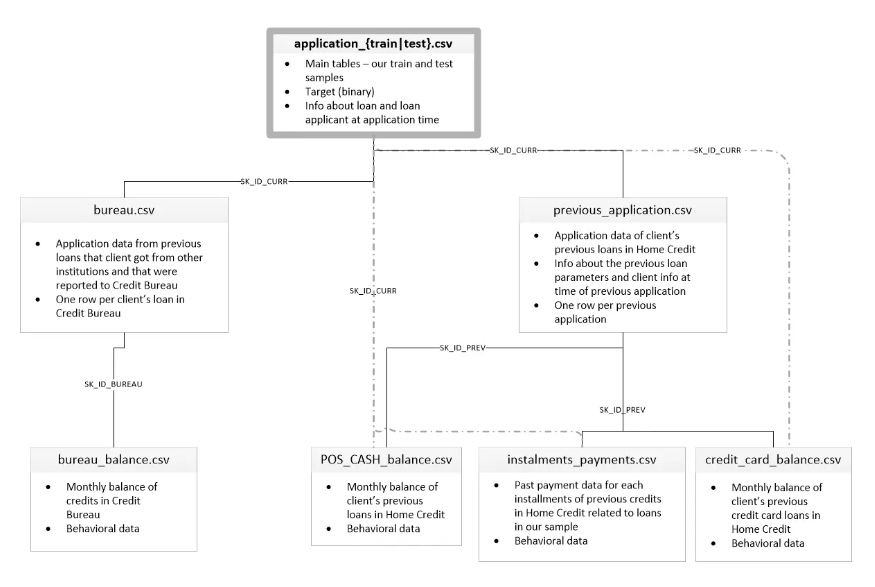 application_{train|test}.csv
• Main tables – our train and test
samples
• Target (binary)
• Info about loan and loan
applicant at application time
SK_ID_CURR
SK_ID_CURR
SK_ID_CURR
bureau.csv
• Application data from previous
loans that client got from other
institutions and that were
reported to Credit Bureau
• One row per client's loan in
Credit Bureau
previous_application.csv
• Application data of client's
previous loans in Home Credit
• Info about the previous loan
parameters and client info at
time of previous application
• One row per previous
application
SK_ID_CURR
SK_ID_PREV
SK_ID_BUREAU
SK_ID_PREV
bureau_balance.csv
• Monthly balance of
credits in Credit
Bureau
• Behavioral data
POS_CASH_balance.csv
• Monthly balance of
client's previous
loans in Home Credit
• Behavioral data
instalments_payments.csv
• Past payment data for each
installments of previous credits
in Home Credit related to loans
in our sample
• Behavioral data
credit_card_balance.csv
• Monthly balance of
client's previous
credit card loans in
Home Credit
• Behavioral data